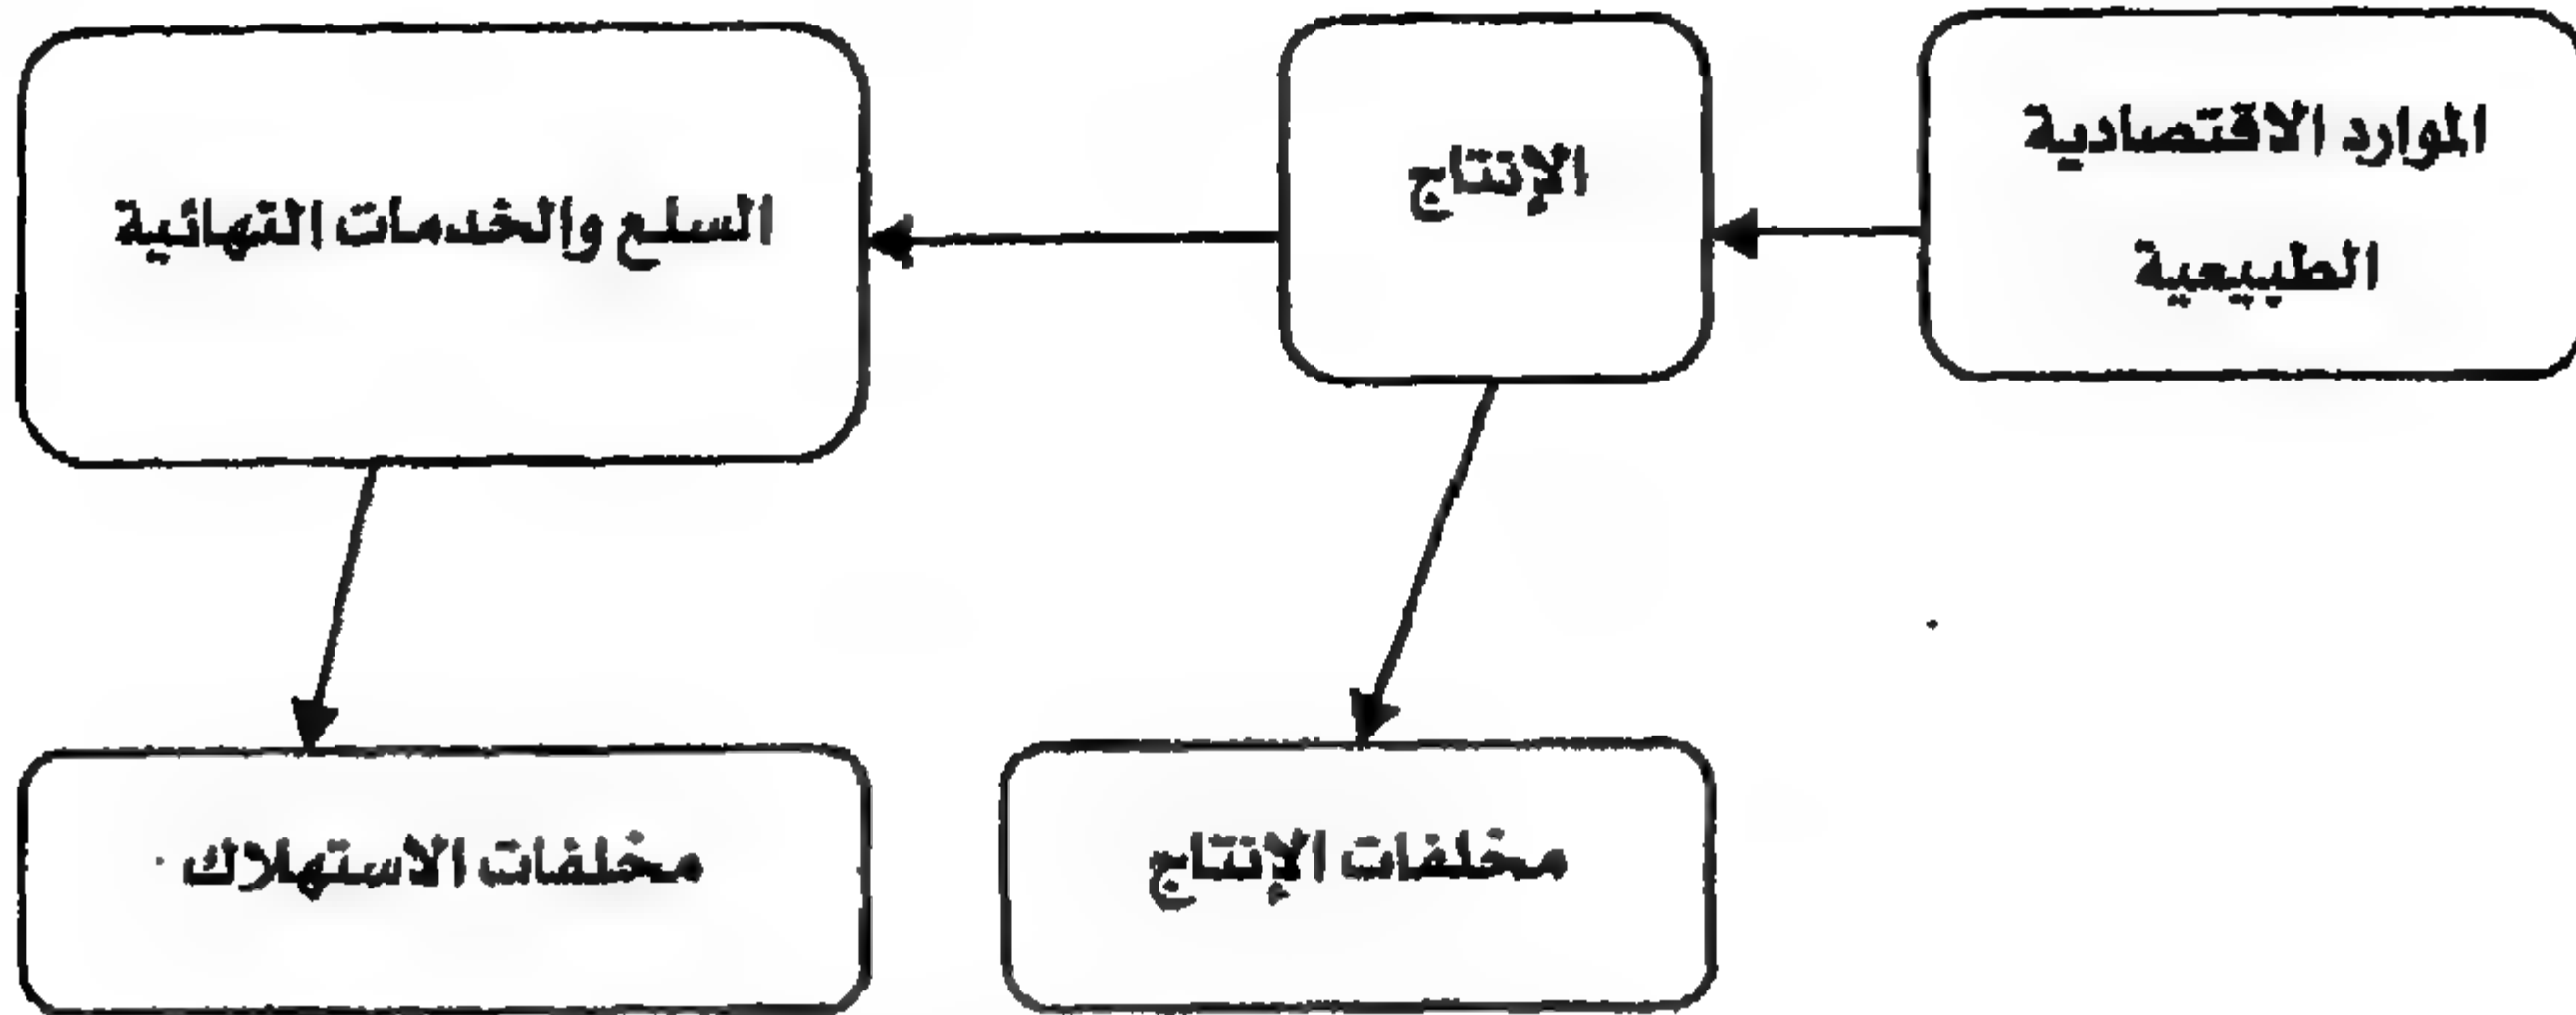 الموارد الاقتصادية
الطبيعية
الإنتاج
السلع والخدمات النهائية
مخلفات الإنتاج
مخلفات الاستهلاك